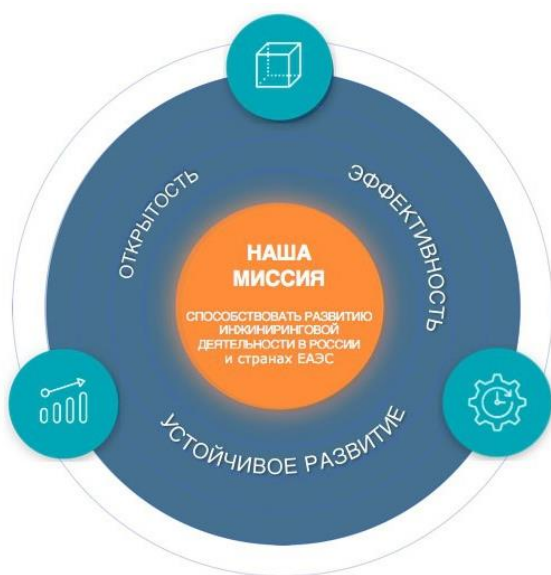 ОТКРЫТОСТЬ
ЭФФЕКТИВНОСТЬ
НАША
МИССИЯ
СПОСОБСТВОВАТЬ РАЗВИТИЮ
ИНЖИНИРИНГОВОЙ
ДЕЯТЕЛЬНОСТИ В РОССИИ
и странах ЕАЭС
УСТОЙЧИВОЕ РАЗВИТИЕ